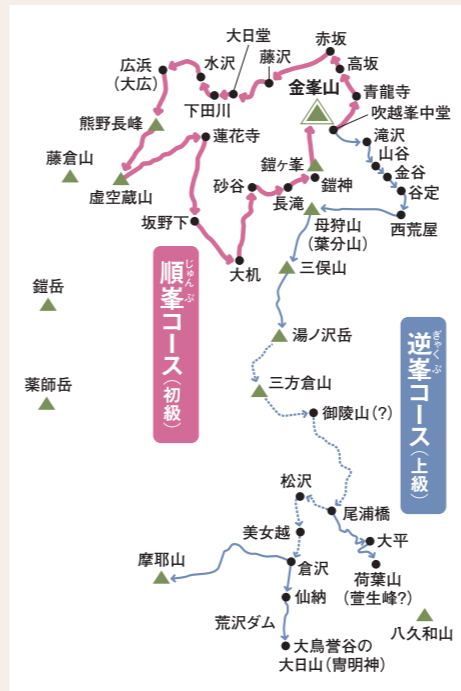 赤坂
大日堂
藤沢
高坂
広浜
(大広)
水沢
金峯山
青龍寺
下田川
吹越峯中堂
熊野長峰
蓮花寺
滝沢
山谷
藤倉山
鎧ヶ峯
金谷
虚空蔵山
砂谷
鎧神
谷定
長滝
坂野下
母狩山
(葉分山)
西荒屋
大机
三俣山
鎧岳
じゅんぶ
順峯コース(初級)
湯ノ沢岳
ぎゃくぶ
逆峯コース(上級)
薬師岳
三方倉山
御陵山(?)
松沢
尾浦橋
美女越
大平
摩耶山
倉沢
荷葉山
(萱生峰?)
仙納
荒沢ダム
八久和山
大鳥誉谷の
大日山(冑明神)